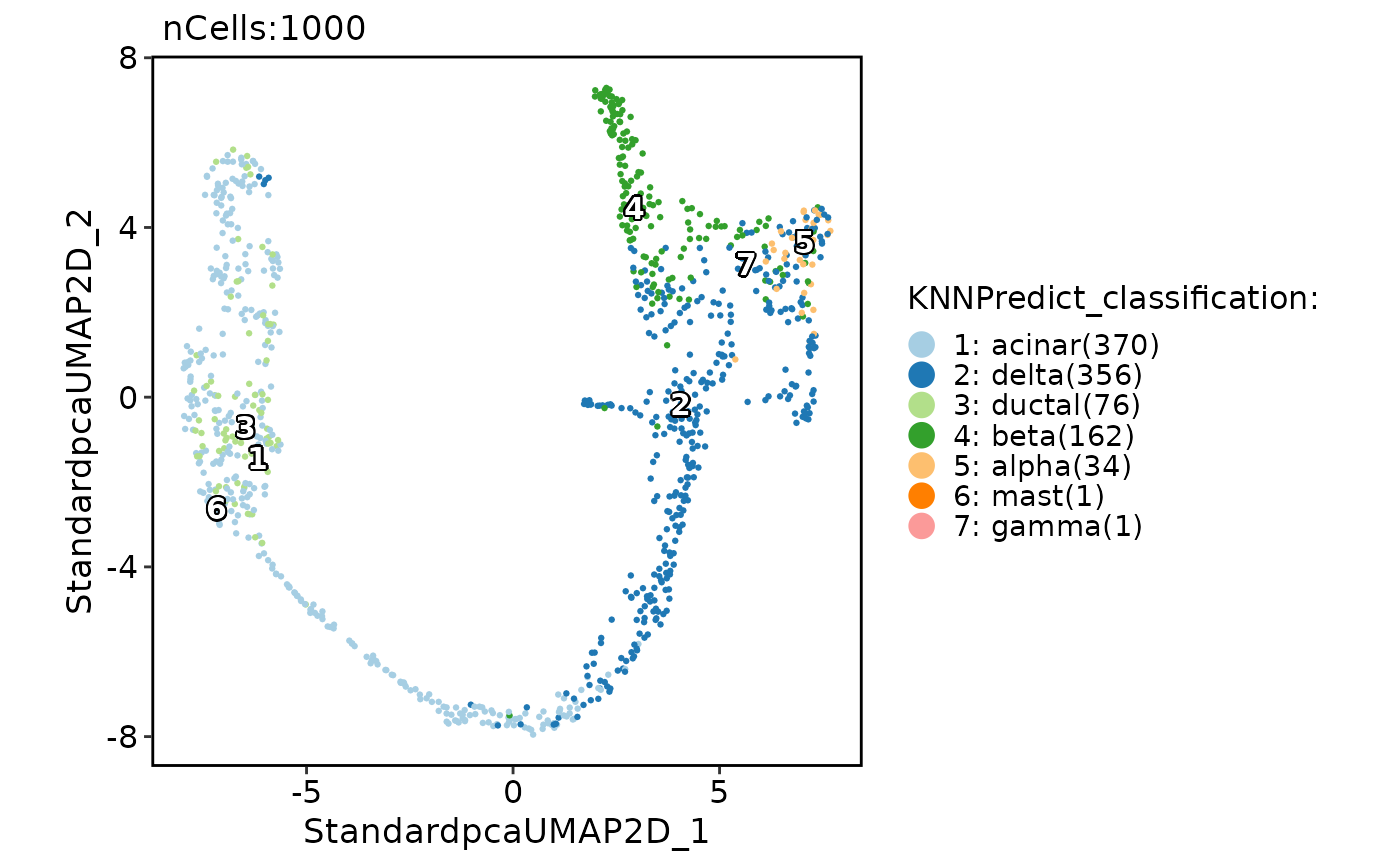 nCells:1000
8
4
0
-4
-8
StandardpcaUMAP2D_2
4
5
7
2
3
1
6
-5
0
5
StandardpcaUMAP2D_1
KNNPredict_classification:
1: acinar(370)
2: delta(356)
3: ductal(76)
4: beta(162)
5: alpha(34)
6: mast(1)
7: gamma(1)